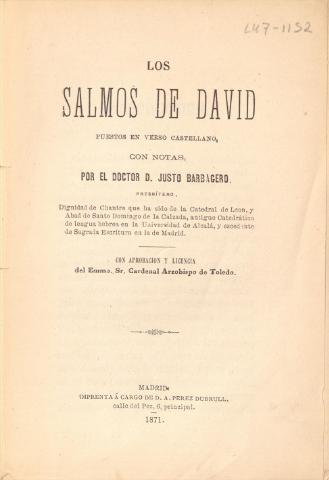 L47-1152
LOS
SALMOS DE DAVID
PUESTOS EN VERSO CASTELLANO,
CON NOTAS,
POR EL DOCTOR D. JUSTO BARBAGERO,
PRESBÍTERO,
Dignidad de Chantre que ha sido de la Catedral de Leon, y
Abad de Santo Domingo de la Calzada, antiguo Catedrático
de lengua hebrea en la Universidad de Alcalá, y excedente
de Sagrada Escritura en la de Madrid.
CON APROBACION Y LICENCIA
del Emmo. Sr. Cardenal Arzobispo de Toledo.
MADRID:
IMPRENTA Á CARGO DE D. A. PEREZ DUBRULL,
calle del Pez, 6, principal.
1871.